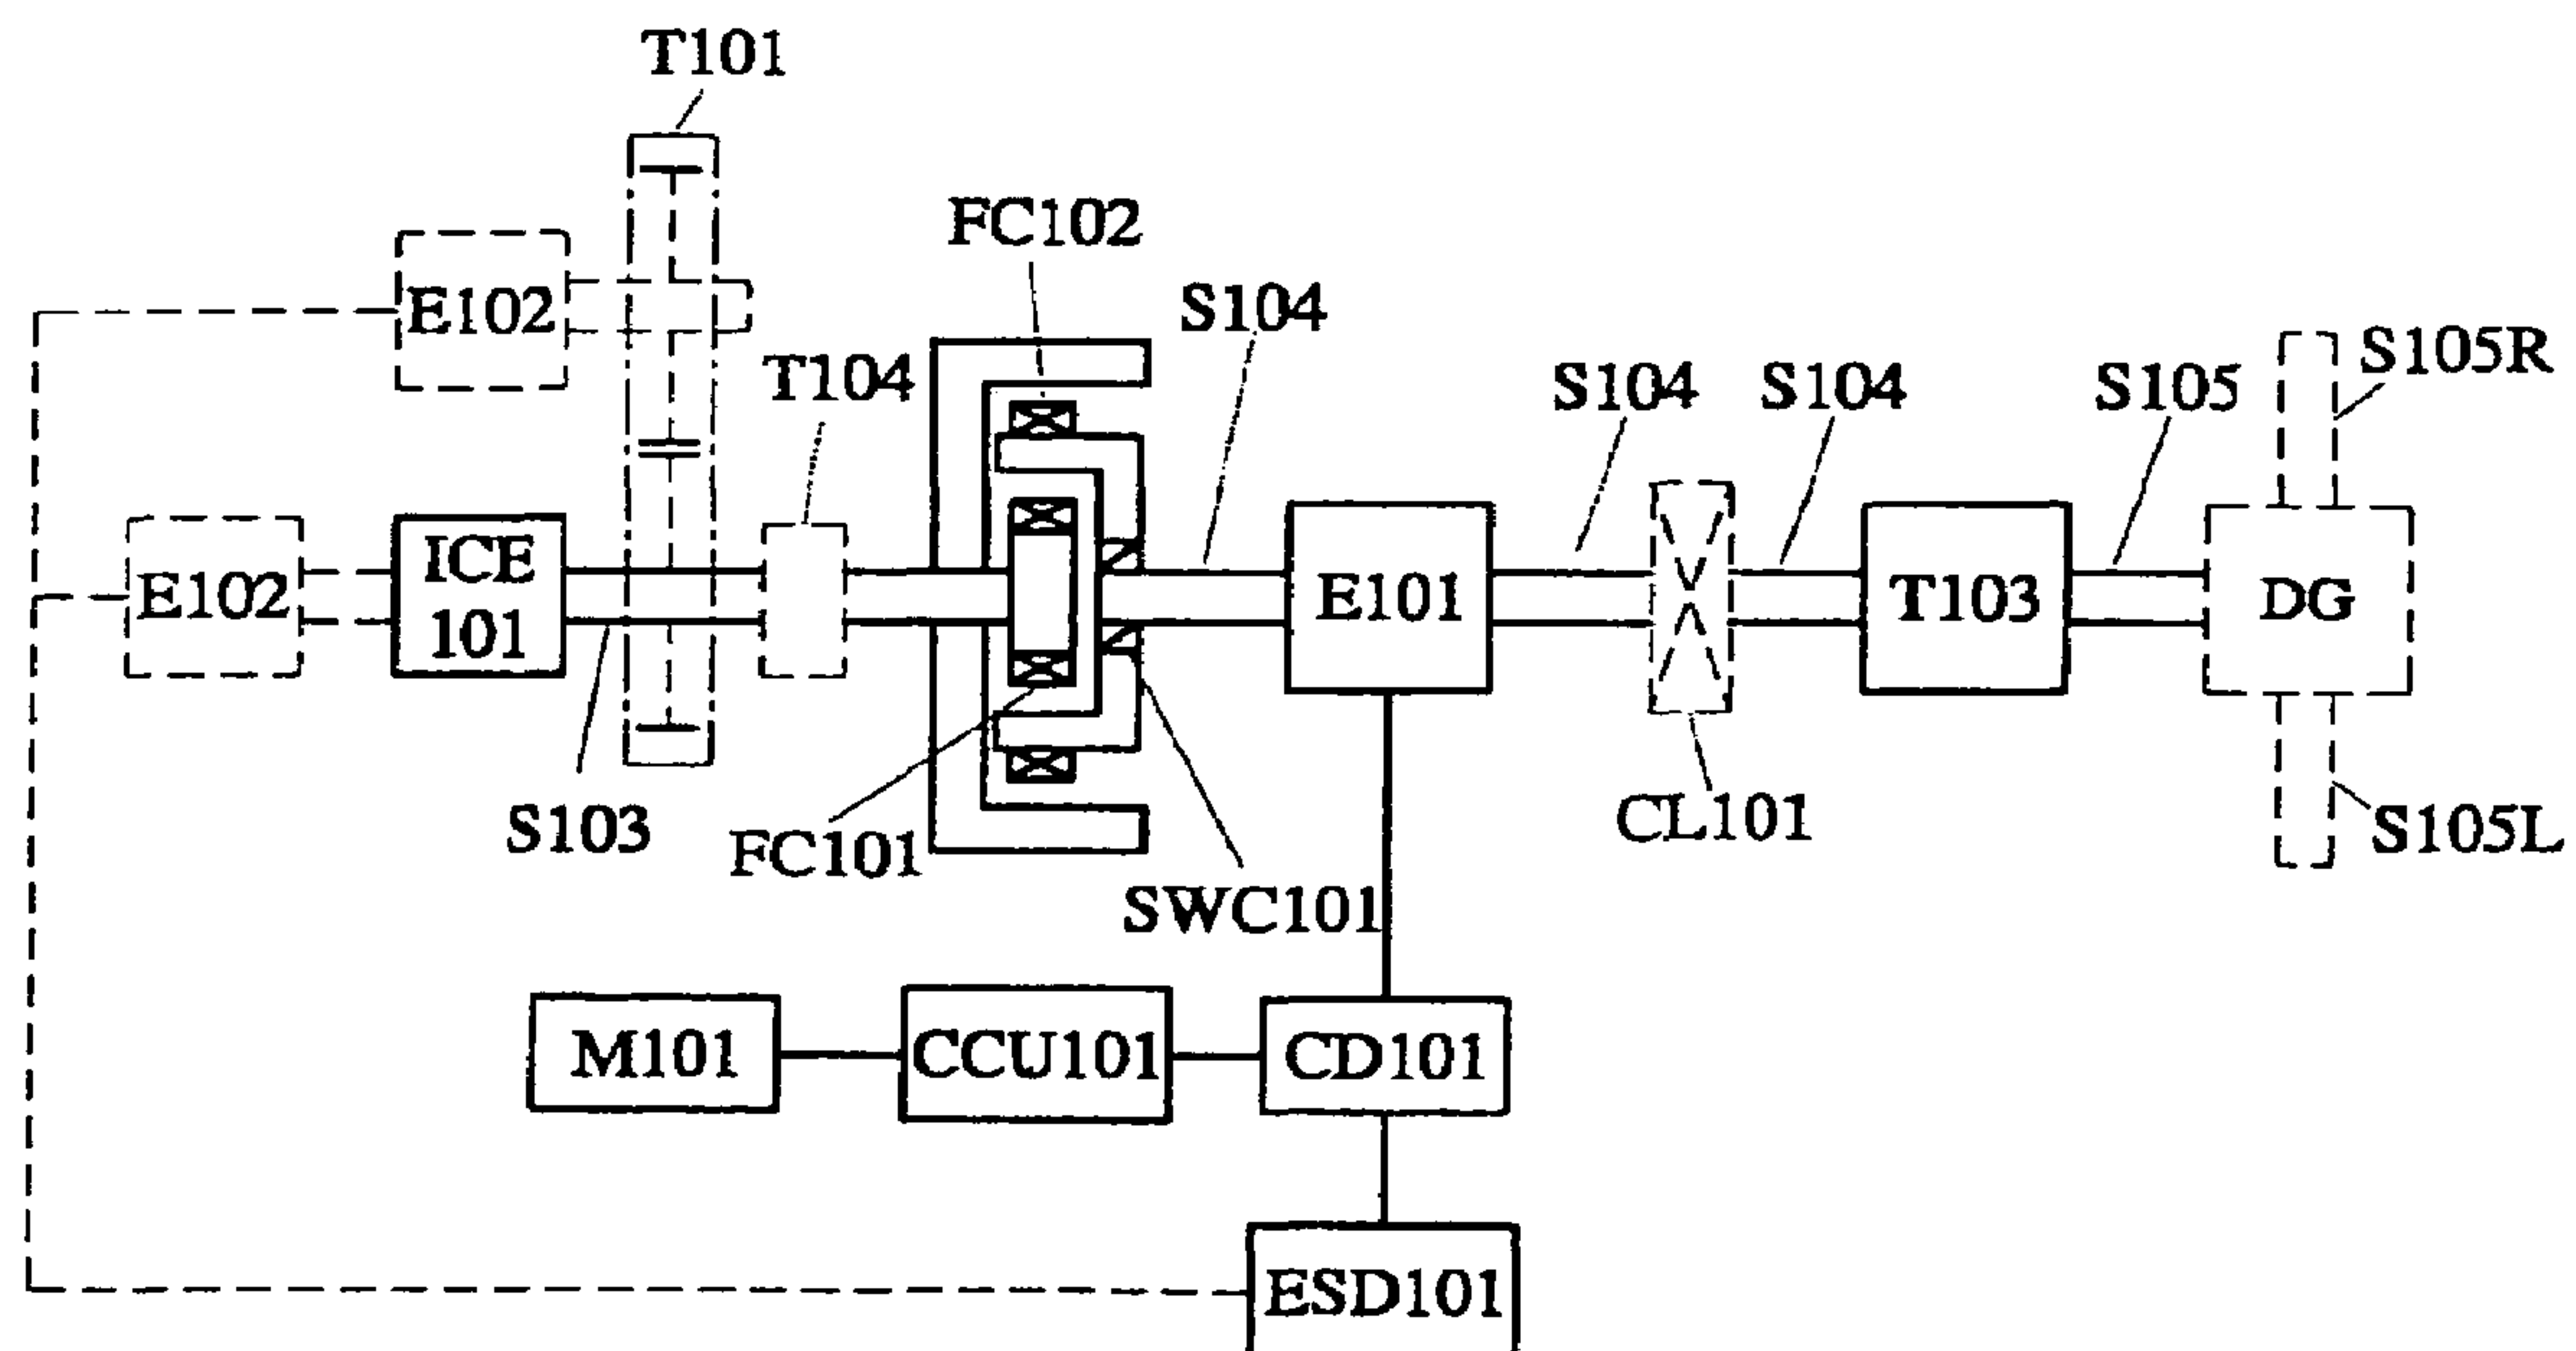 T101
FC102
E102
S104
T104
S104
S104
S105
S105R
E102
ICE
101
E101
T103
DG
S103
FC101
SWC101
CL101
S105L
M101
CCU101
CD101
ESD101